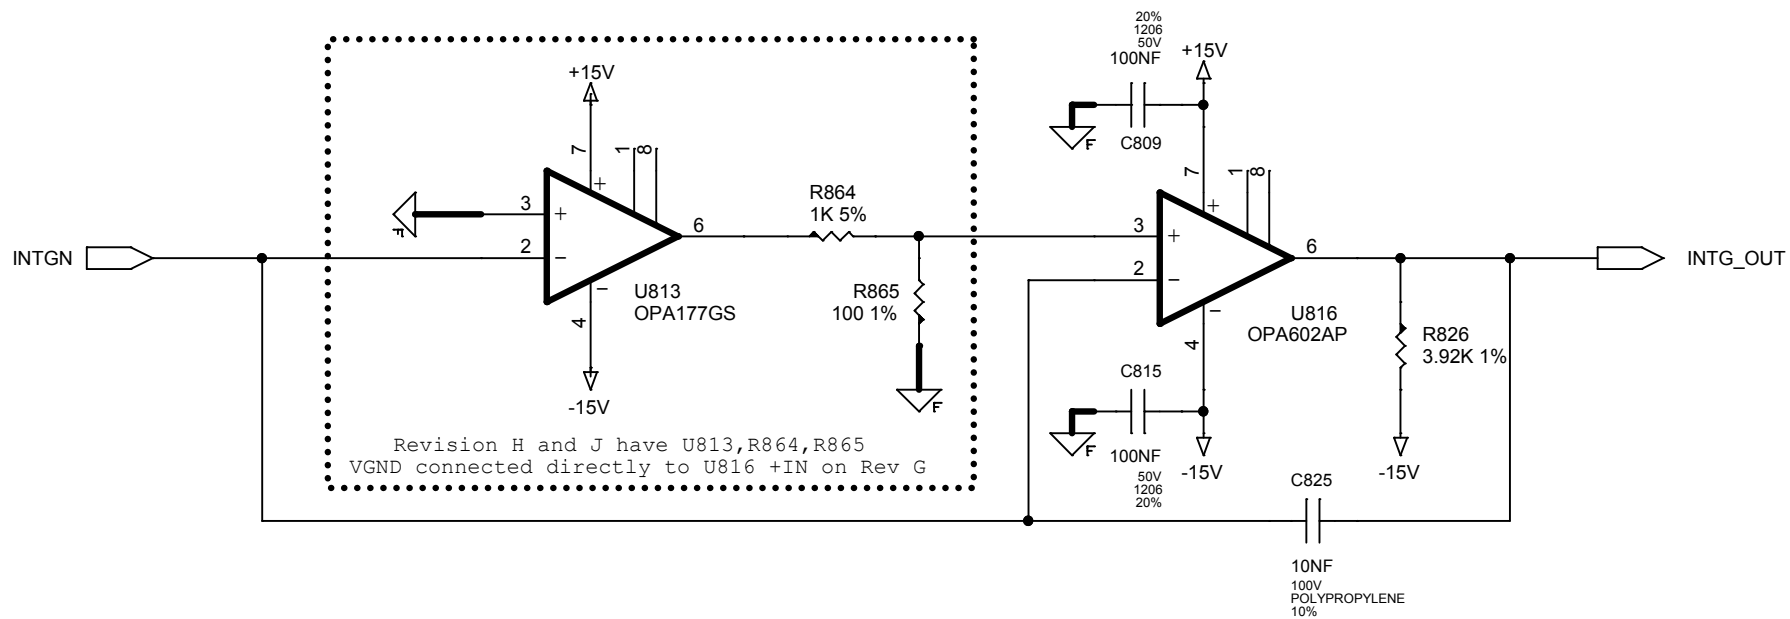 20%
1206
50V
100NF
+15V
C809
F
7
1
8
+
+15V
7
1
8
+
R864
1K 5%
F
3
+
6
3
+
6
INTGN
2
−
2
−
INTG_OUT
U813
OPA177GS
−
4
-15V
R865
100 1%
F
U816
OPA602AP
−
4
R826
3.92K 1%
-15V
C815
F
100NF
50V
1206
20%
-15V
Revision H and J have U813,R864,R865
VGND connected directly to U816 +IN on Rev G
C825
10NF
100V
POLYPROPYLENE
10%